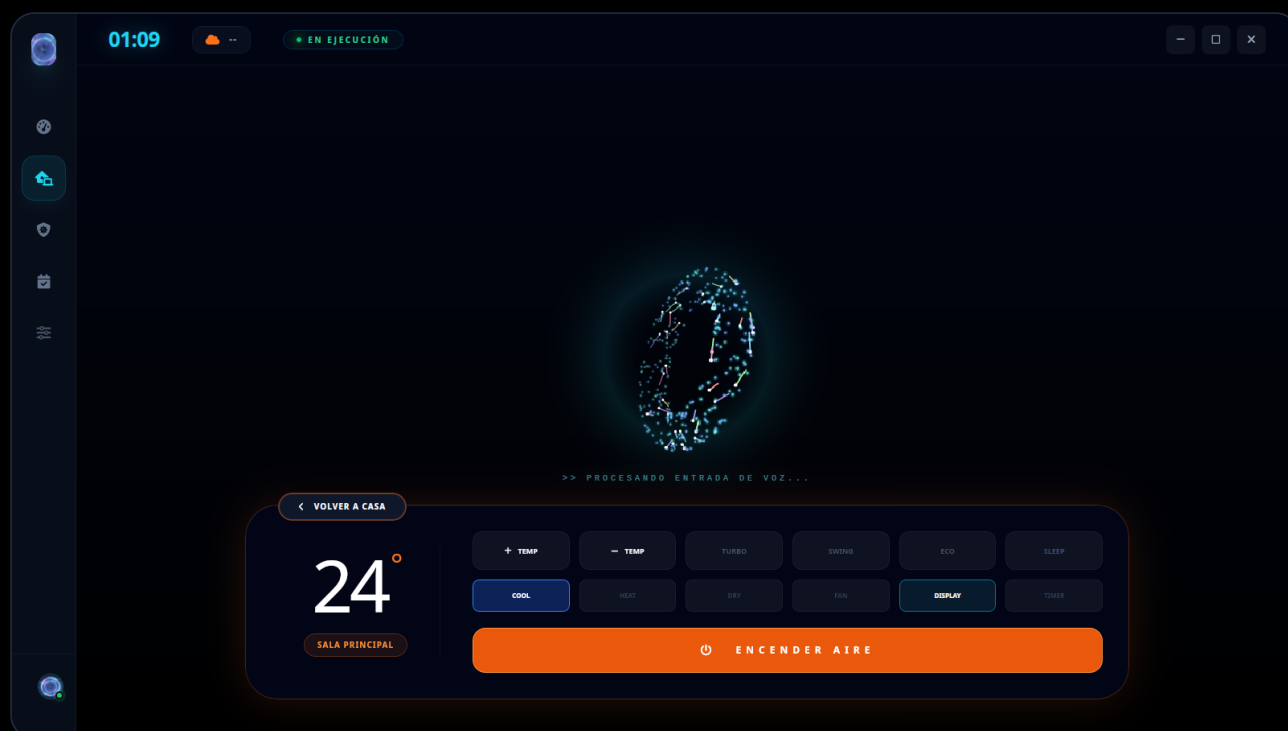 01:09
--
EN EJECUCIÓN
>> PROCESANDO ENTRADA DE VOZ...
VOLVER A CASA
24°
SALA PRINCIPAL
+ TEMP
− TEMP
TURBO
SWING
ECO
SLEEP
COOL
HEAT
DRY
FAN
DISPLAY
TIMER
ENCENDER AIRE